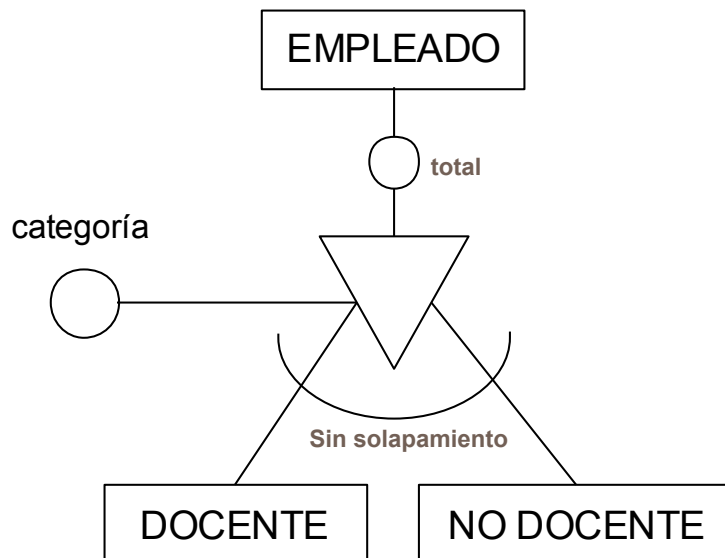 EMPLEADO
total
categoría
Sin solapamiento
DOCENTE
NO DOCENTE